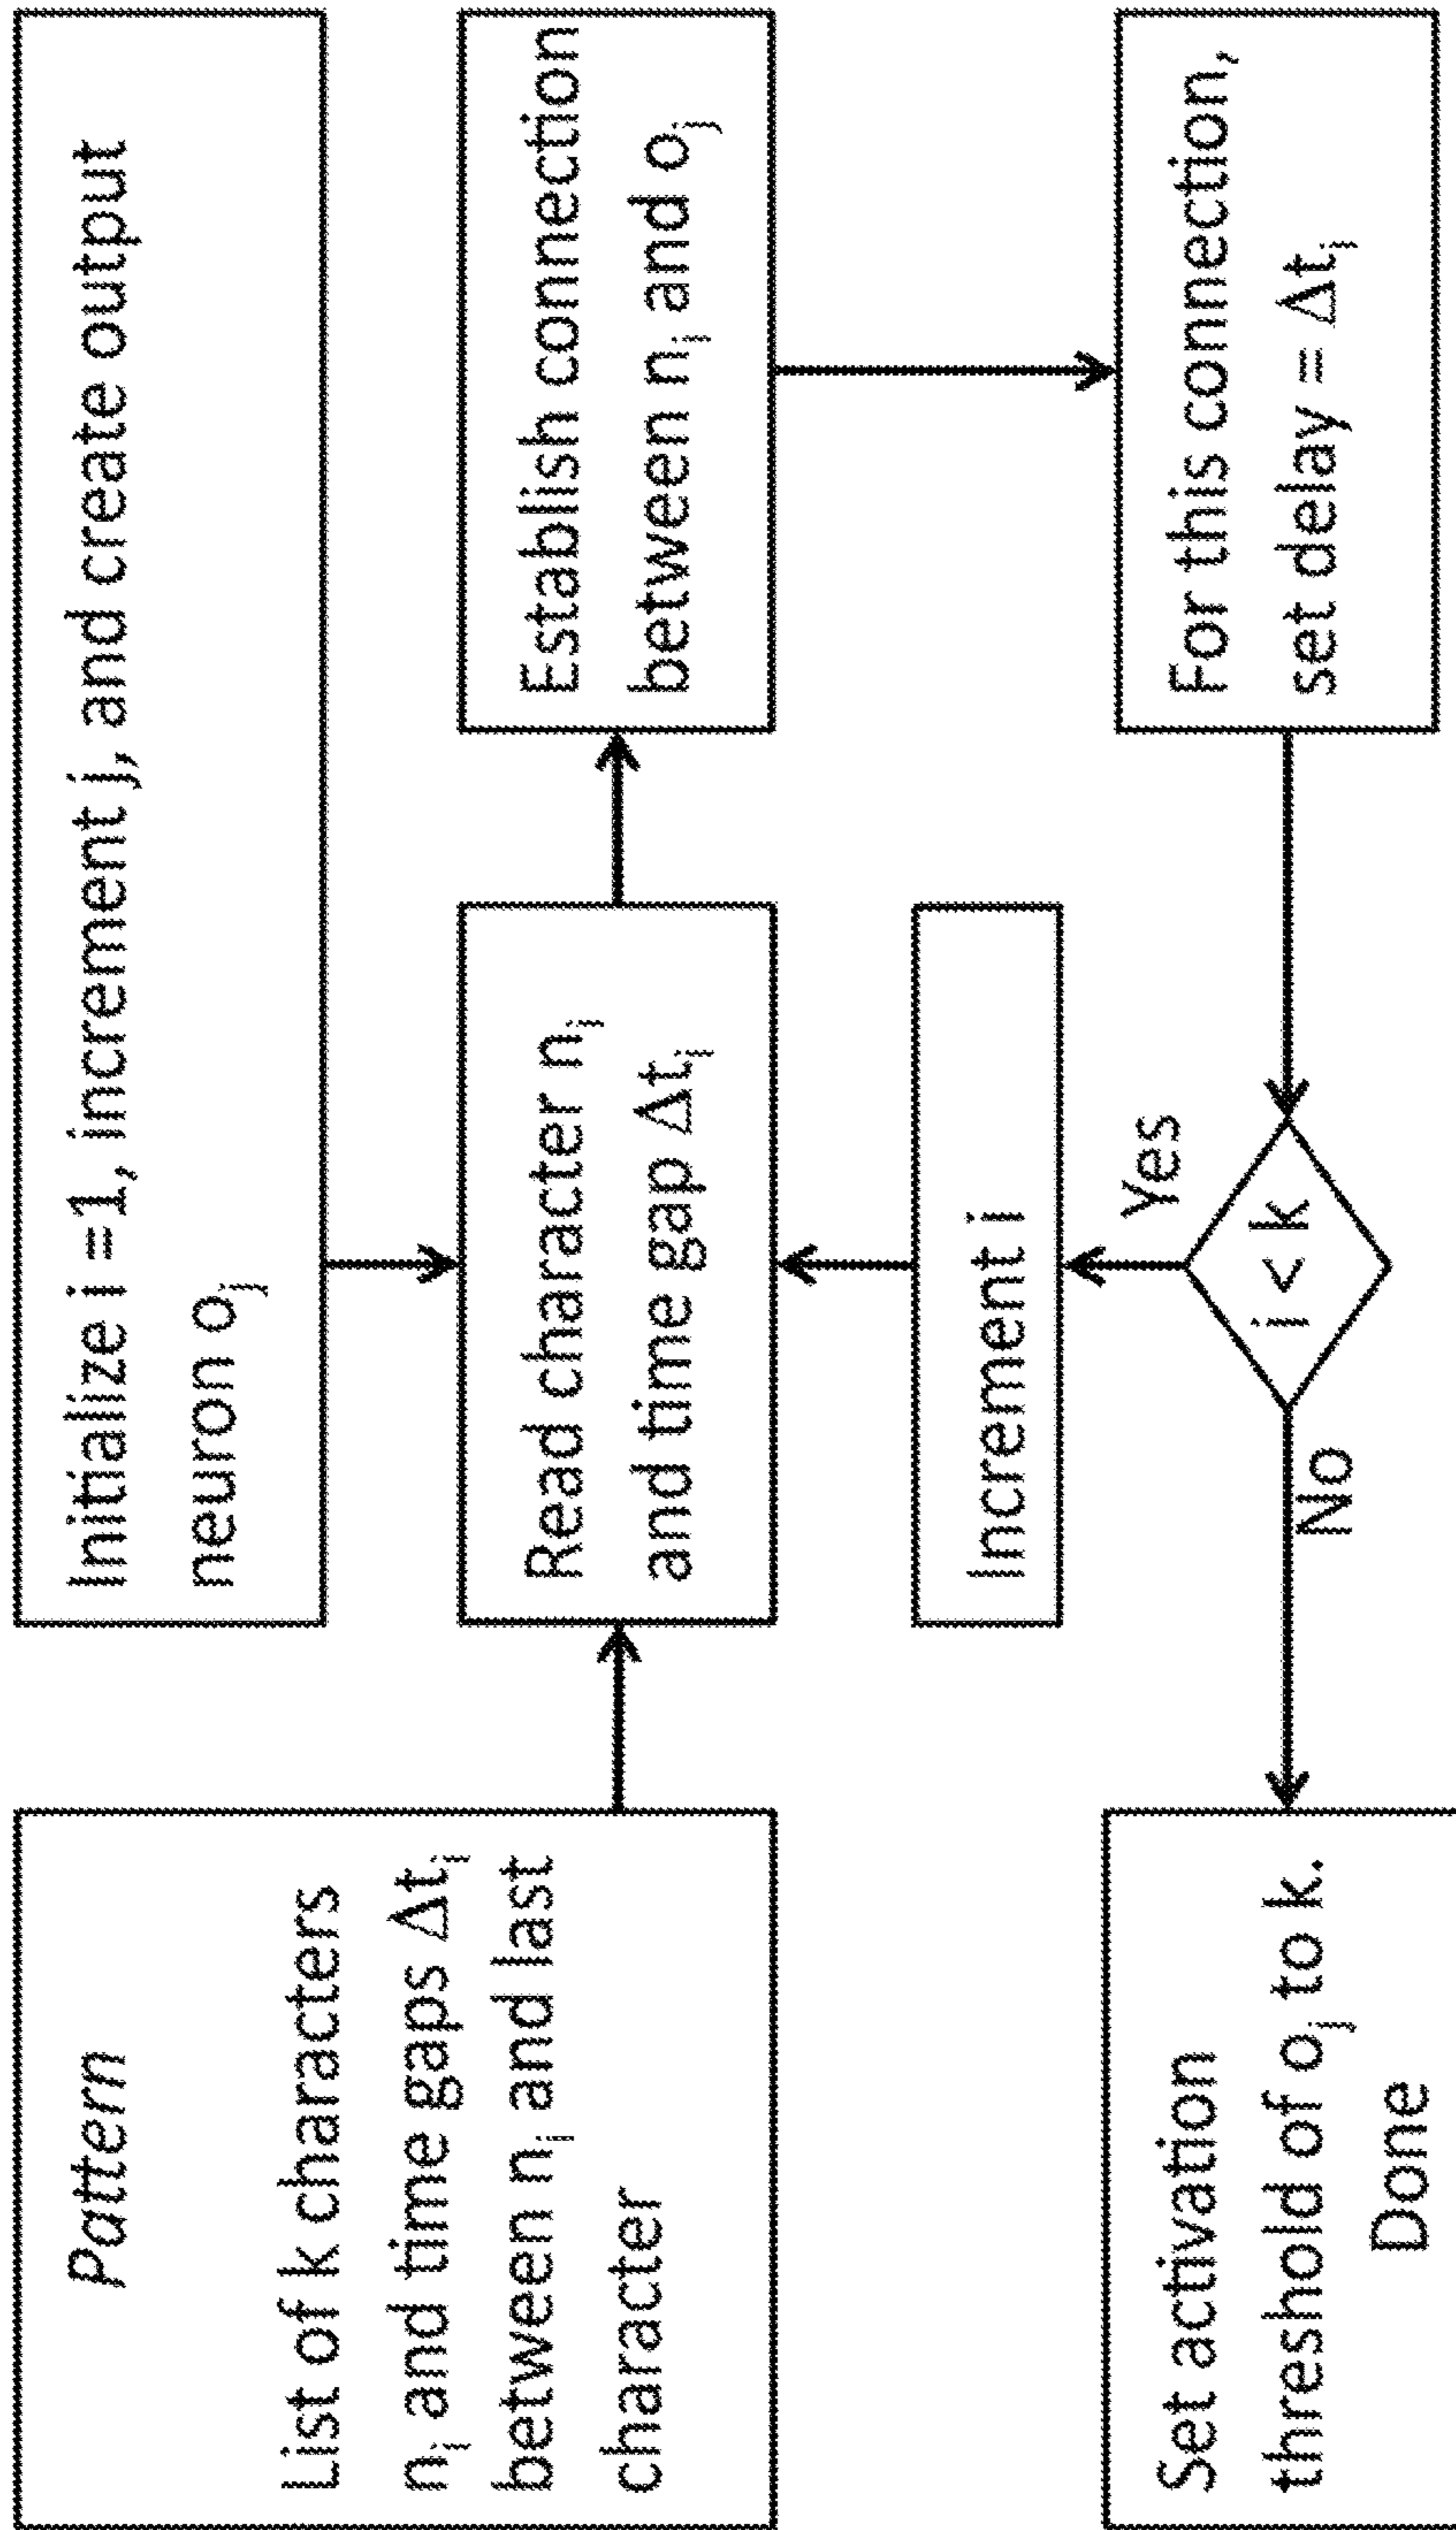 Initialize i =1, increment j, and create output
neuron oⱼ
Pattern
List of k characters
nᵢ and time gaps Δtᵢ
between nᵢ and last
character
Read character nᵢ
and time gap Δtᵢ
Establish connection
between nᵢ and oⱼ
For this connection,
set delay = Δtᵢ
Increment i
Yes
i < k
No
Set activation
threshold of oⱼ to k.
Done